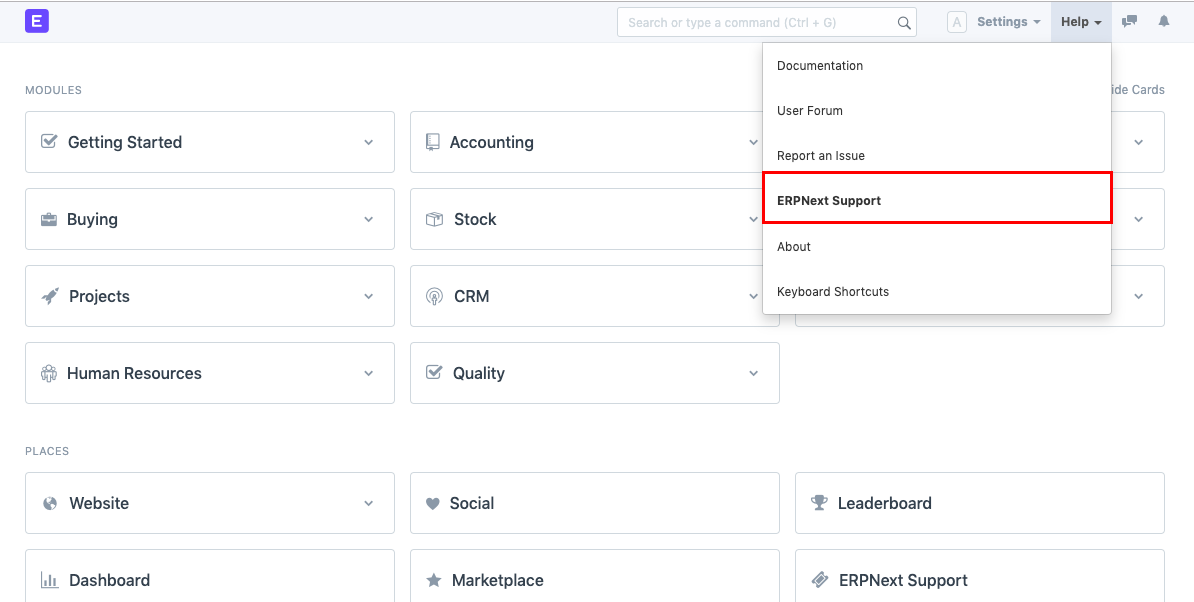 E
Search or type a command (Ctrl + G)
A
Settings
Help
Documentation
User Forum
Report an Issue
ERPNext Support
About
Keyboard Shortcuts
MODULES
Cards
Getting Started
Accounting
Buying
Stock
Projects
CRM
Human Resources
Quality
PLACES
Website
Social
Leaderboard
Dashboard
Marketplace
ERPNext Support